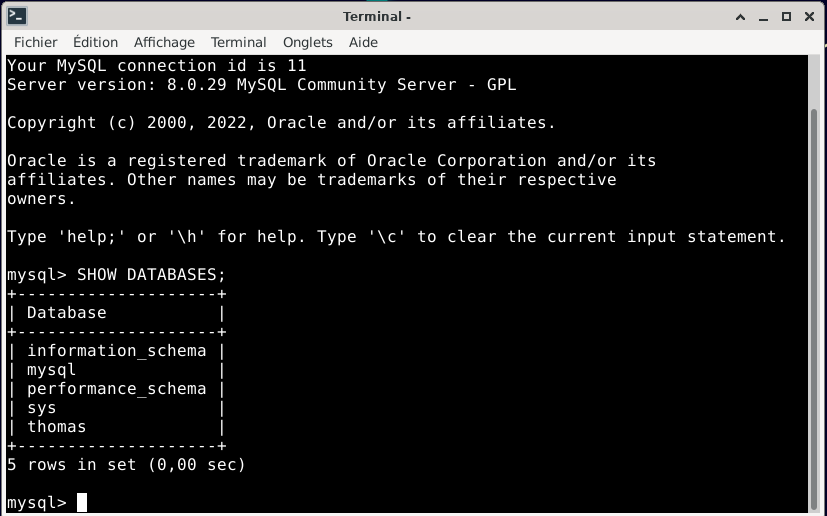 Terminal -
Fichier Édition Affichage Terminal Onglets Aide
Your MySQL connection id is 11
Server version: 8.0.29 MySQL Community Server - GPL
Copyright (c) 2000, 2022, Oracle and/or its affiliates.
Oracle is a registered trademark of Oracle Corporation and/or its
affiliates. Other names may be trademarks of their respective
owners.
Type 'help;' or '\h' for help. Type '\c' to clear the current input statement.
mysql> SHOW DATABASES;
+--------------------+
| Database           |
+--------------------+
| information_schema |
| mysql              |
| performance_schema |
| sys                |
| thomas             |
+--------------------+
5 rows in set (0,00 sec)
mysql>